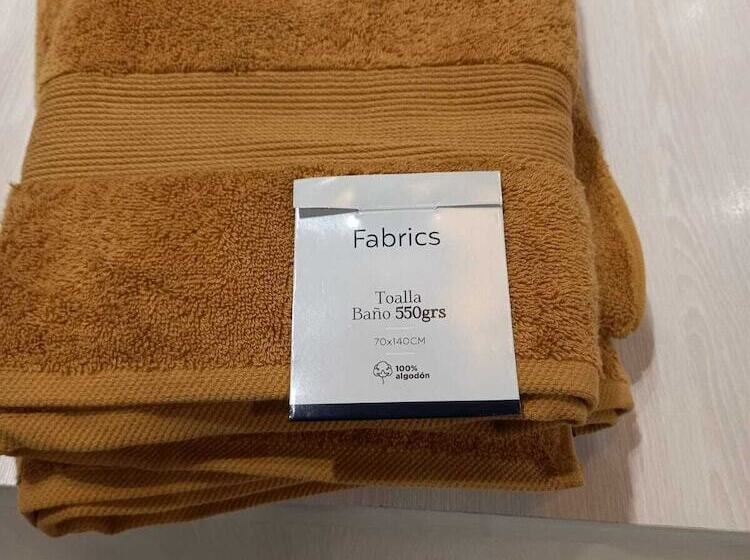 Fabrics
Toalla
Baño 550grs
70x140CM
100%
algodón